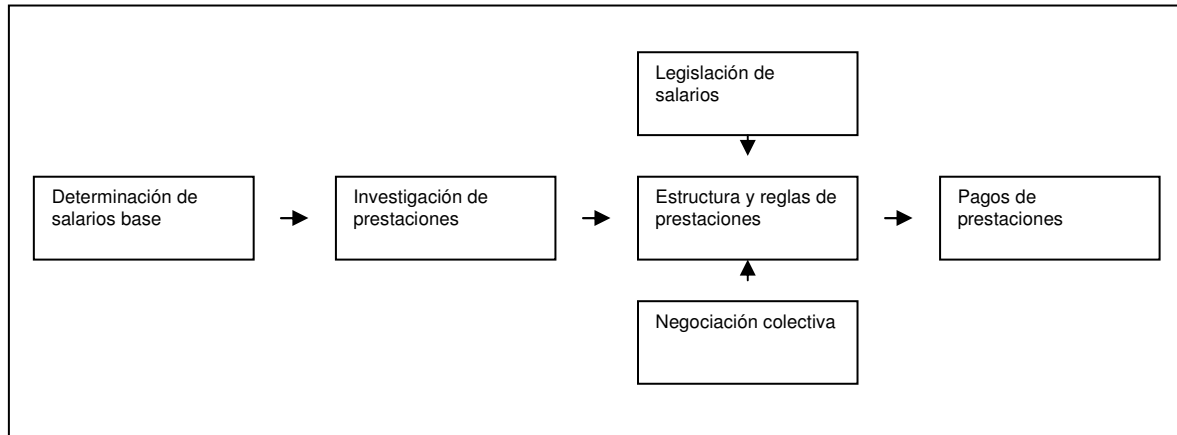 Legislación de
salarios
Determinación de
salarios base
Investigación de
prestaciones
Estructura y reglas de
prestaciones
Pagos de
prestaciones
Negociación colectiva